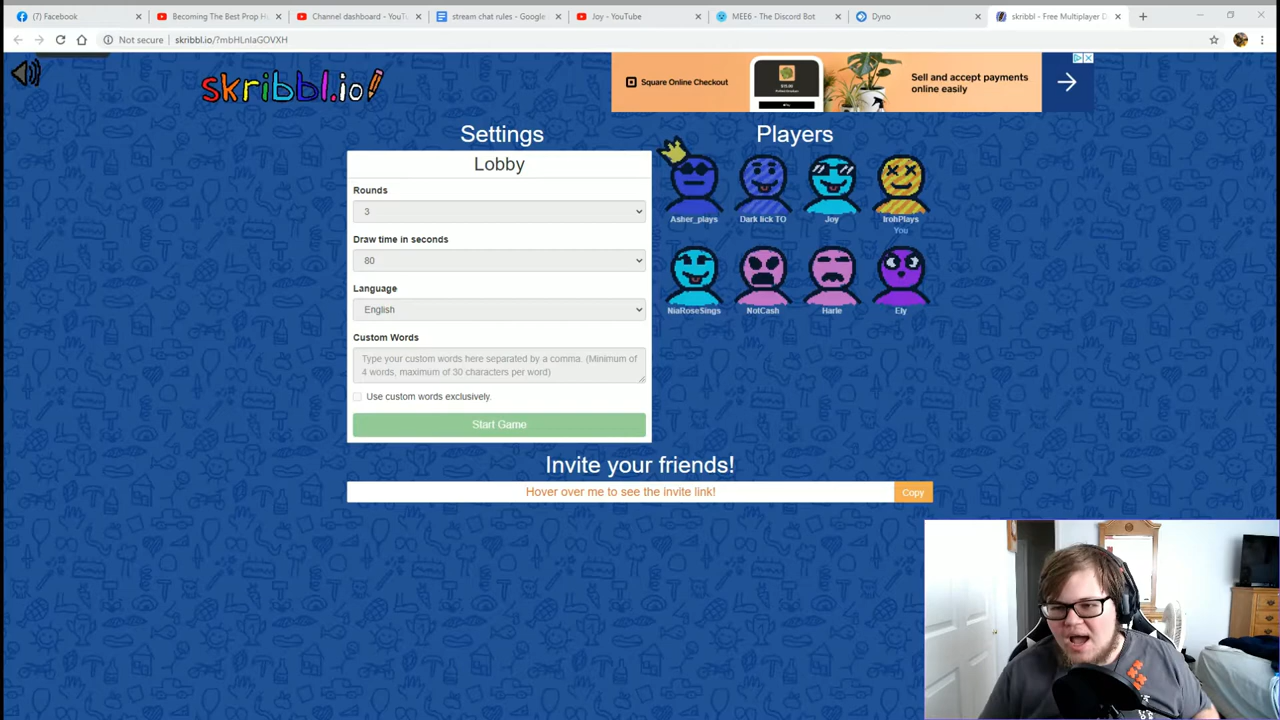 (7) Facebook
Becoming The Best Prop H
Channel dashboard - YouTu
stream chat rules - Google
Joy - YouTube
MEE6 - The Discord Bot
Dyno
skribbl - Free Multiplayer D
Not secure
skribbl.io/?mbHLnlaGOVXH
skribbl.io
Square Online Checkout
Sell and accept payments
online easily
Settings
Players
Lobby
Rounds
3
Draw time in seconds
80
Language
English
Custom Words
Type your custom words here separated by a comma. (Minimum of
4 words, maximum of 30 characters per word)
Use custom words exclusively.
Start Game
Asher_plays
Dark lick TO
Joy
IrohPlays
You
NiaRoseSings
NotCash
Harle
Ely
Invite your friends!
Hover over me to see the invite link!
Copy